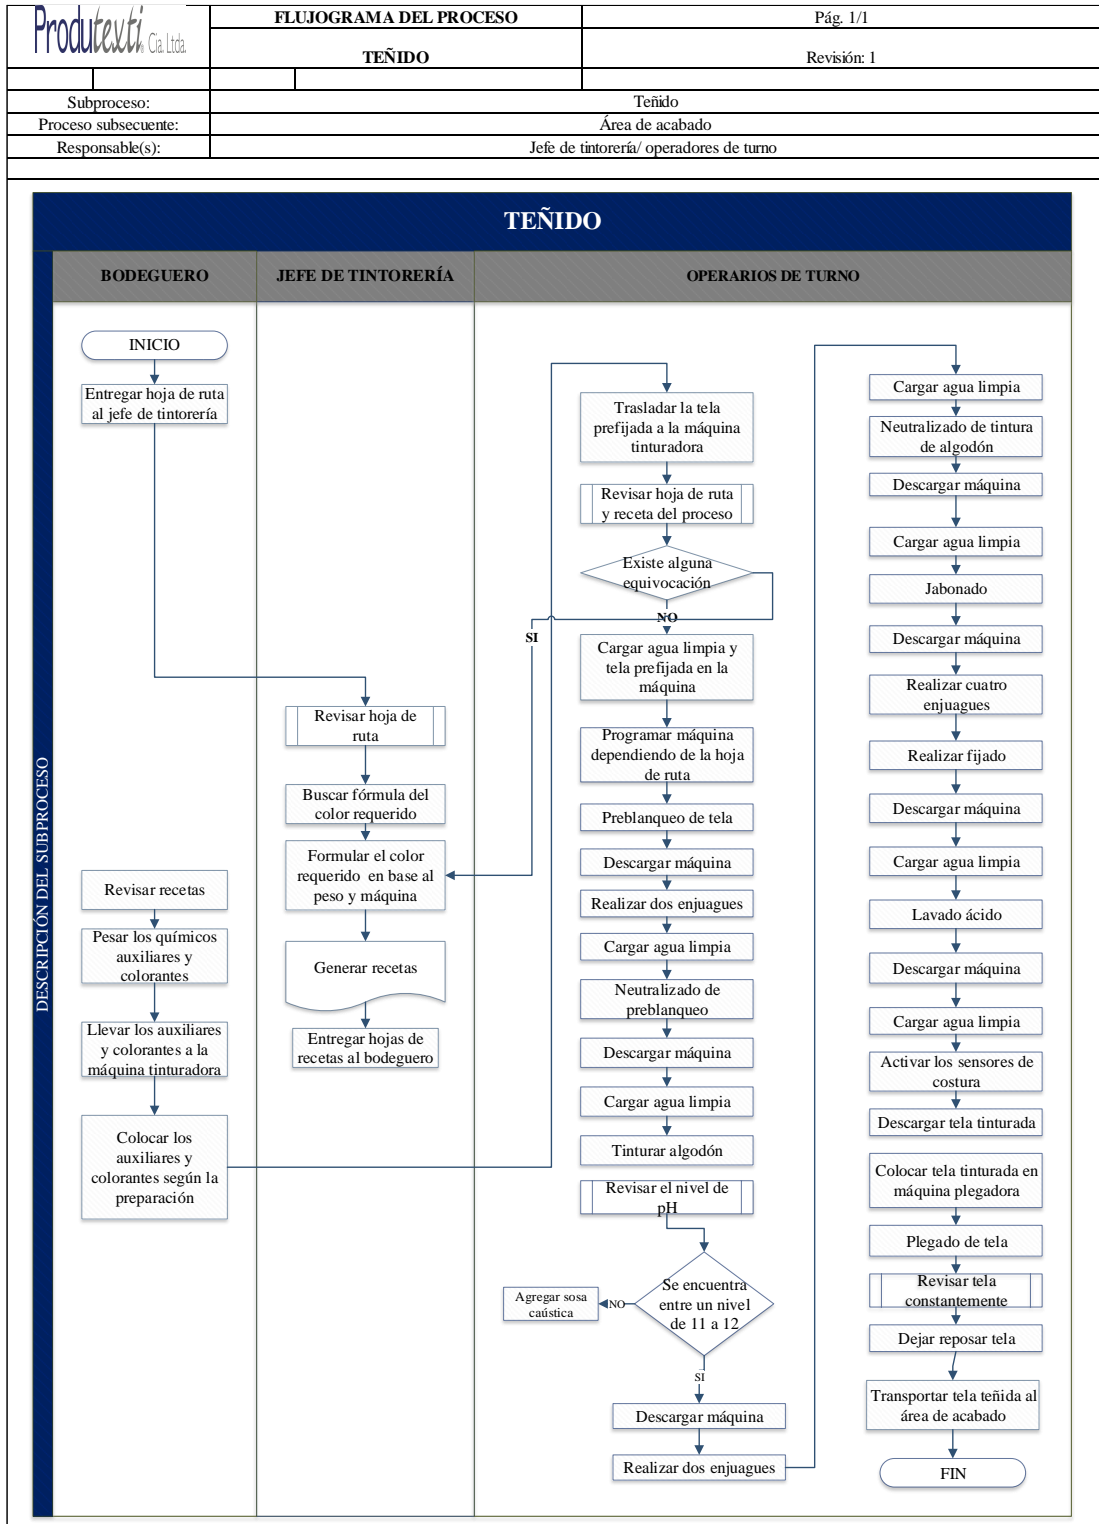 Produtexti Cia. Ltda.
FLUJOGRAMA DEL PROCESO
Pág. 1/1
TEÑIDO
Revisión: 1
Subproceso:
Teñido
Proceso subsecuente:
Área de acabado
Responsable(s):
Jefe de tintorería/ operadores de turno
TEÑIDO
DESCRIPCIÓN DEL SUBPROCESO
BODEGUERO
JEFE DE TINTORERÍA
OPERARIOS DE TURNO
INICIO
Entregar hoja de ruta
al jefe de tintorería
Revisar hoja de
ruta
Buscar fórmula del
color requerido
Formular el color
requerido en base al
peso y máquina
Generar recetas
Entregar hojas de
recetas al bodeguero
Revisar recetas
Pesar los químicos
auxiliares y
colorantes
Llevar los auxiliares
y colorantes a la
máquina tinturadora
Colocar los
auxiliares y
colorantes según la
preparación
Trasladar la tela
prefijada a la máquina
tinturadora
Revisar hoja de ruta
y receta del proceso
Existe alguna
equivocación
NO
SI
Cargar agua limpia y
tela prefijada en la
máquina
Programar máquina
dependiendo de la hoja
de ruta
Preblanqueo de tela
Descargar máquina
Realizar dos enjuagues
Cargar agua limpia
Neutralizado de
preblanqueo
Descargar máquina
Cargar agua limpia
Tinturar algodón
Revisar el nivel de
pH
Se encuentra
entre un nivel
de 11 a 12
NO
Agregar sosa
caústica
SI
Descargar máquina
Realizar dos enjuagues
Cargar agua limpia
Neutralizado de tintura
de algodón
Descargar máquina
Cargar agua limpia
Jabonado
Descargar máquina
Realizar cuatro
enjuagues
Realizar fijado
Descargar máquina
Cargar agua limpia
Lavado ácido
Descargar máquina
Cargar agua limpia
Activar los sensores de
costura
Descargar tela tinturada
Colocar tela tinturada en
máquina plegadora
Plegado de tela
Revisar tela
constantemente
Dejar reposar tela
Transportar tela teñida al
área de acabado
FIN